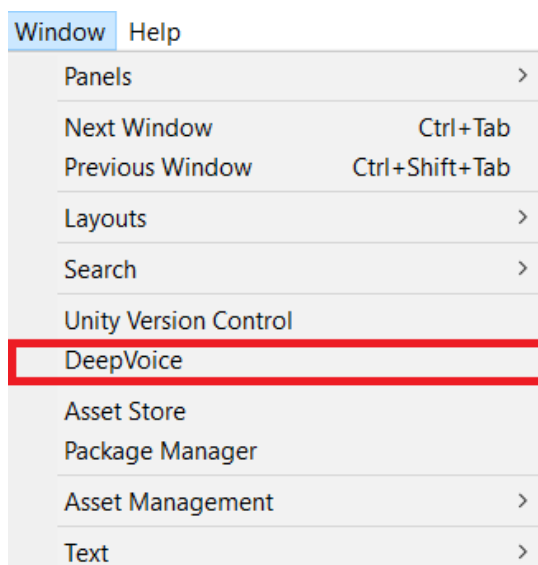 Window Help
Panels >
Next Window Ctrl+Tab
Previous Window Ctrl+Shift+Tab
Layouts >
Search >
Unity Version Control
DeepVoice
Asset Store
Package Manager
Asset Management >
Text >